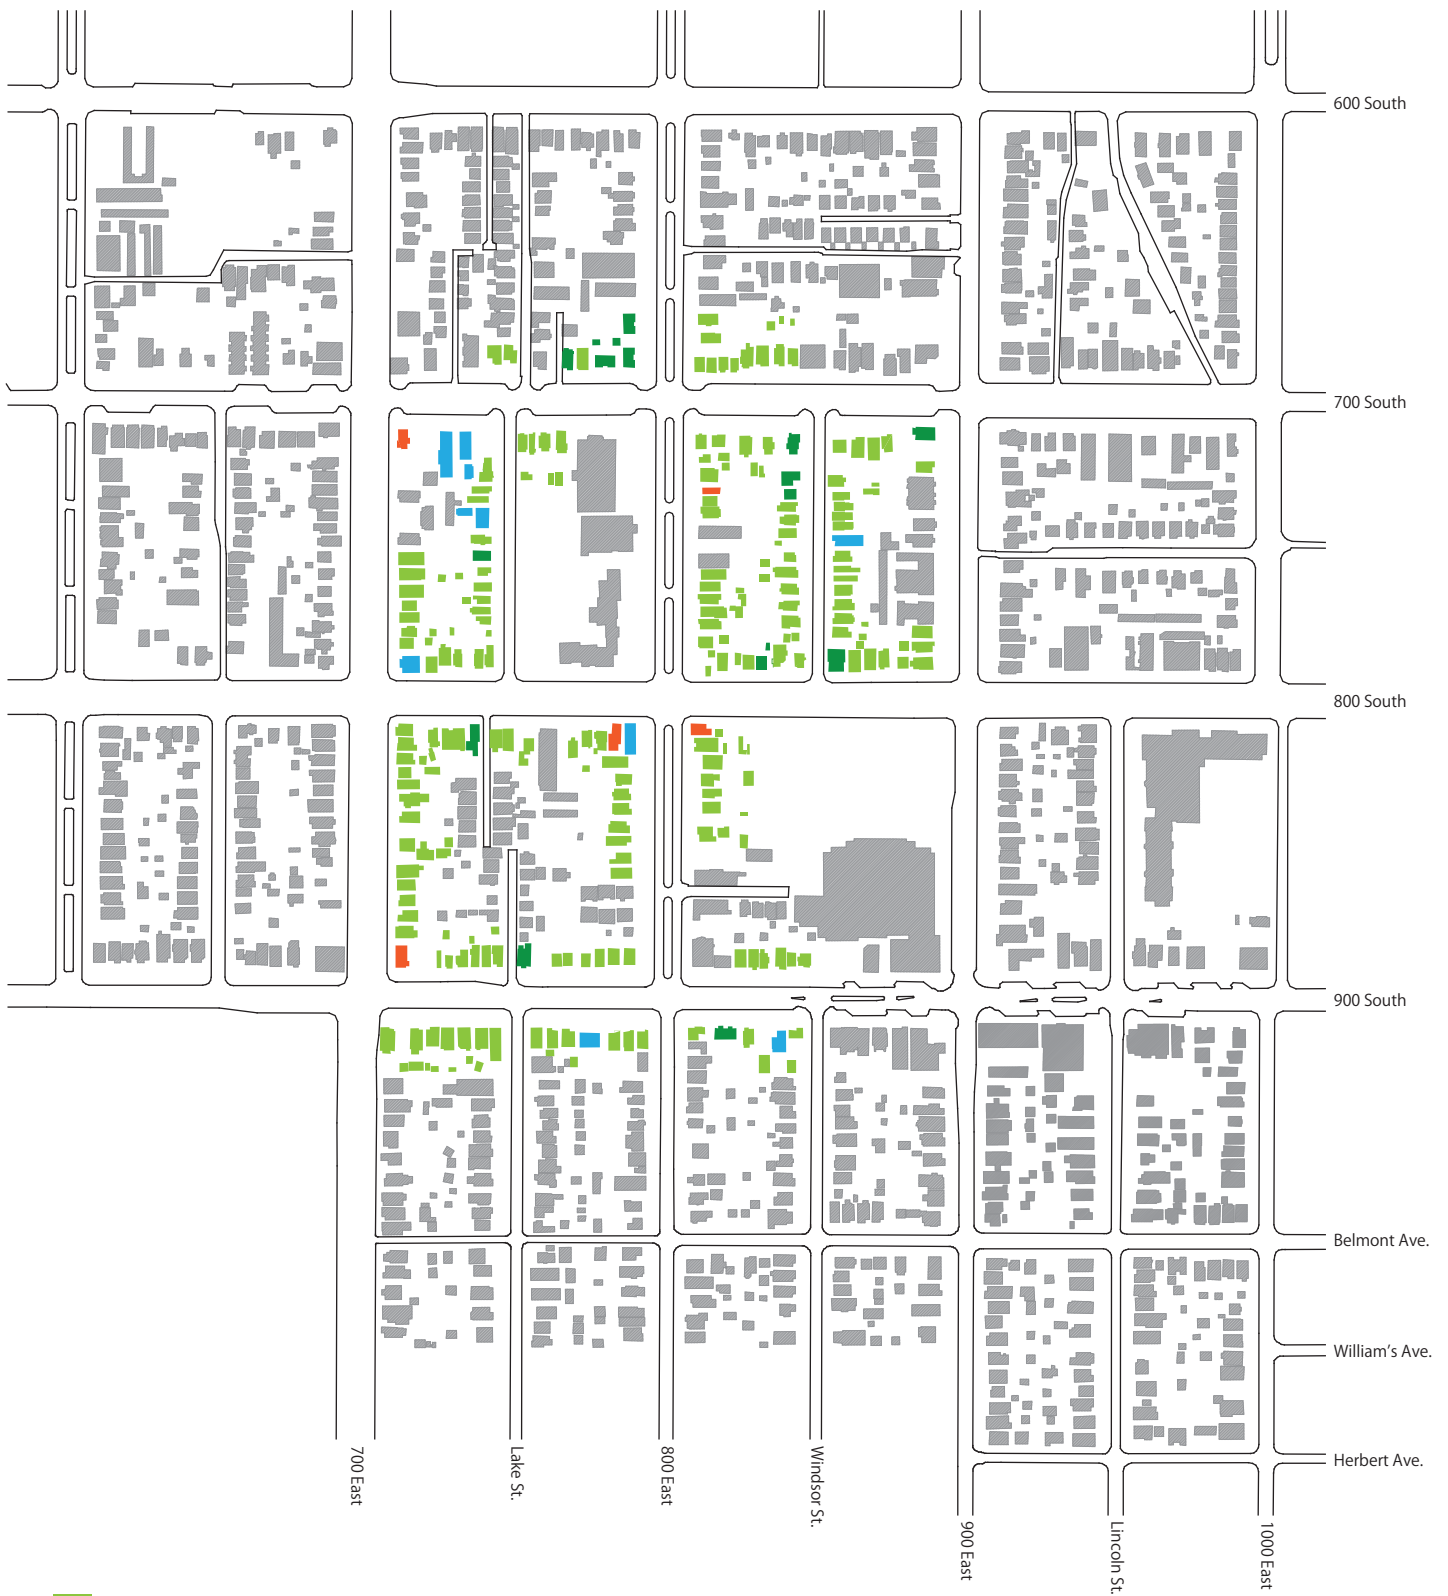 600 South
700 South
800 South
900 South
Belmont Ave.
William's Ave.
Herbert Ave.
700 East
Lake St.
800 East
Windsor St.
900 East
Lincoln St.
1000 East